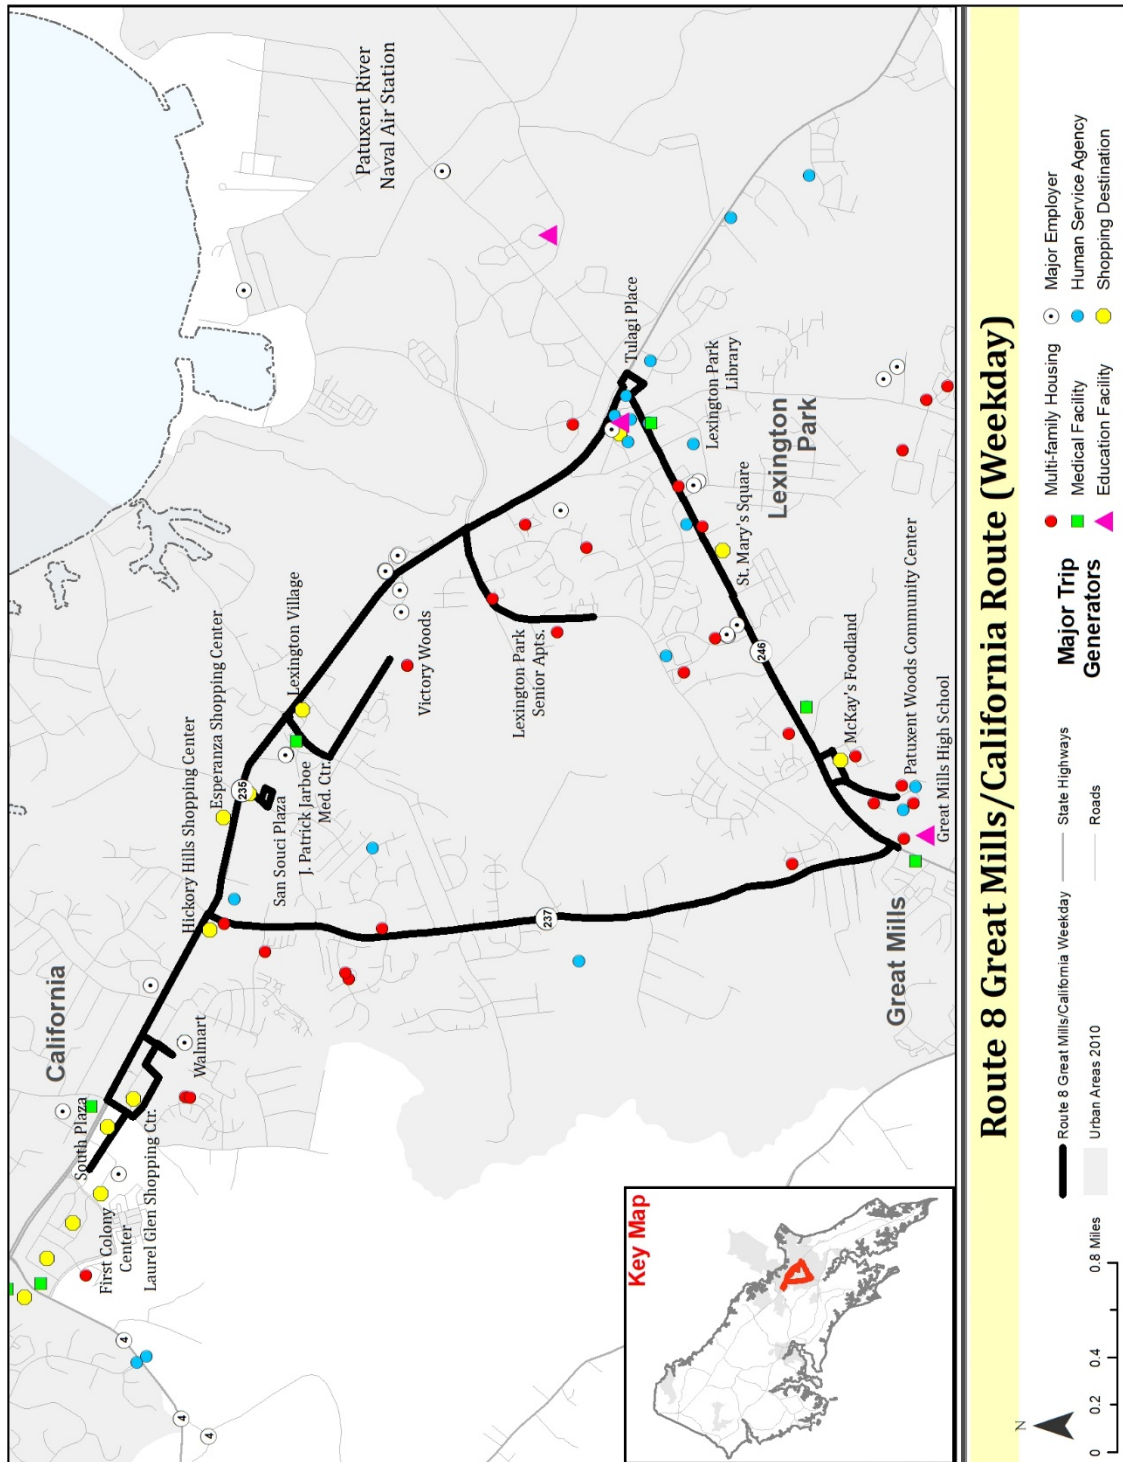 California
South Plaza
First Colony
Center
Laurel Glen Shopping Ctr.
Walmart
Hickory Hills Shopping Center
Esperanza Shopping Center
San Souci Plaza
J. Patrick Jarboe
Med. Ctr.
Lexington Village
Victory Woods
Lexington Park
Senior Apts.
Patuxent River
Naval Air Station
Tulagi Place
Lexington Park
Library
Lexington
Park
St. Mary's Square
McKay's Foodland
Patuxent Woods Community Center
Great Mills High School
Great Mills
4
4
4
235
237
246
Key Map
Route 8 Great Mills/California Route (Weekday)
N
0
0.2
0.4
0.8 Miles
Route 8 Great Mills/California Weekday
Urban Areas 2010
State Highways
Roads
Major Trip
Generators
Multi-family Housing
Medical Facility
Education Facility
Major Employer
Human Service Agency
Shopping Destination